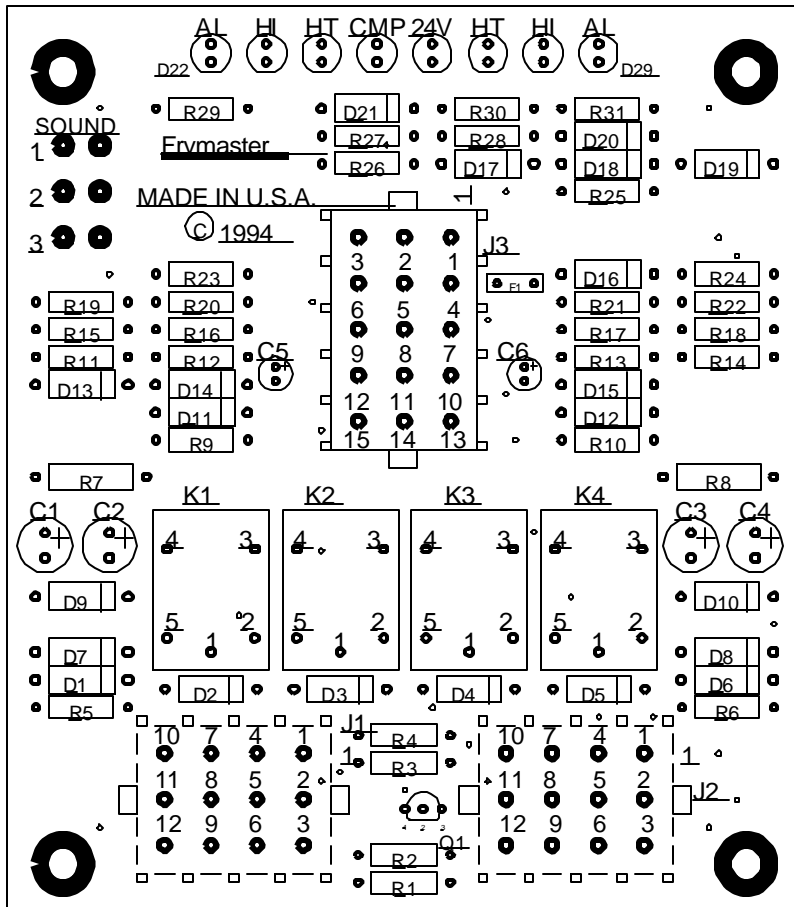 AL HI HT CMP 24V HT HI AL
D22 D29
R29 D21 R30 R31
SOUND R27 R28 D20
1 Frymaster R26 D17 D18 D19
2 MADE IN U.S.A. 1 R25
3 © 1994 J3
3 2 1
R23 F1 D16 R24
R19 R20 6 5 4 R21 R22
R15 R16 R17 R18
R11 R12 C5 9 8 7 C6 R13 R14
D13 D14 D15
D11 12 11 10 D12
R9 15 14 13 R10
R7 R8
C1 C2 K1 K2 K3 K4 C3 C4
+ + + +
4 3 4 3 4 3 4 3
D9 D10
5 1 2 5 1 2 5 1 2 5 1 2
D7 D8
D1 D2 D3 D4 D5 D6
R5 R6
10 7 4 1 J1 R4 10 7 4 1
1 R3 1
11 8 5 2 11 8 5 2 J2
12 9 6 3 12 9 6 3
Q1
R2
R1